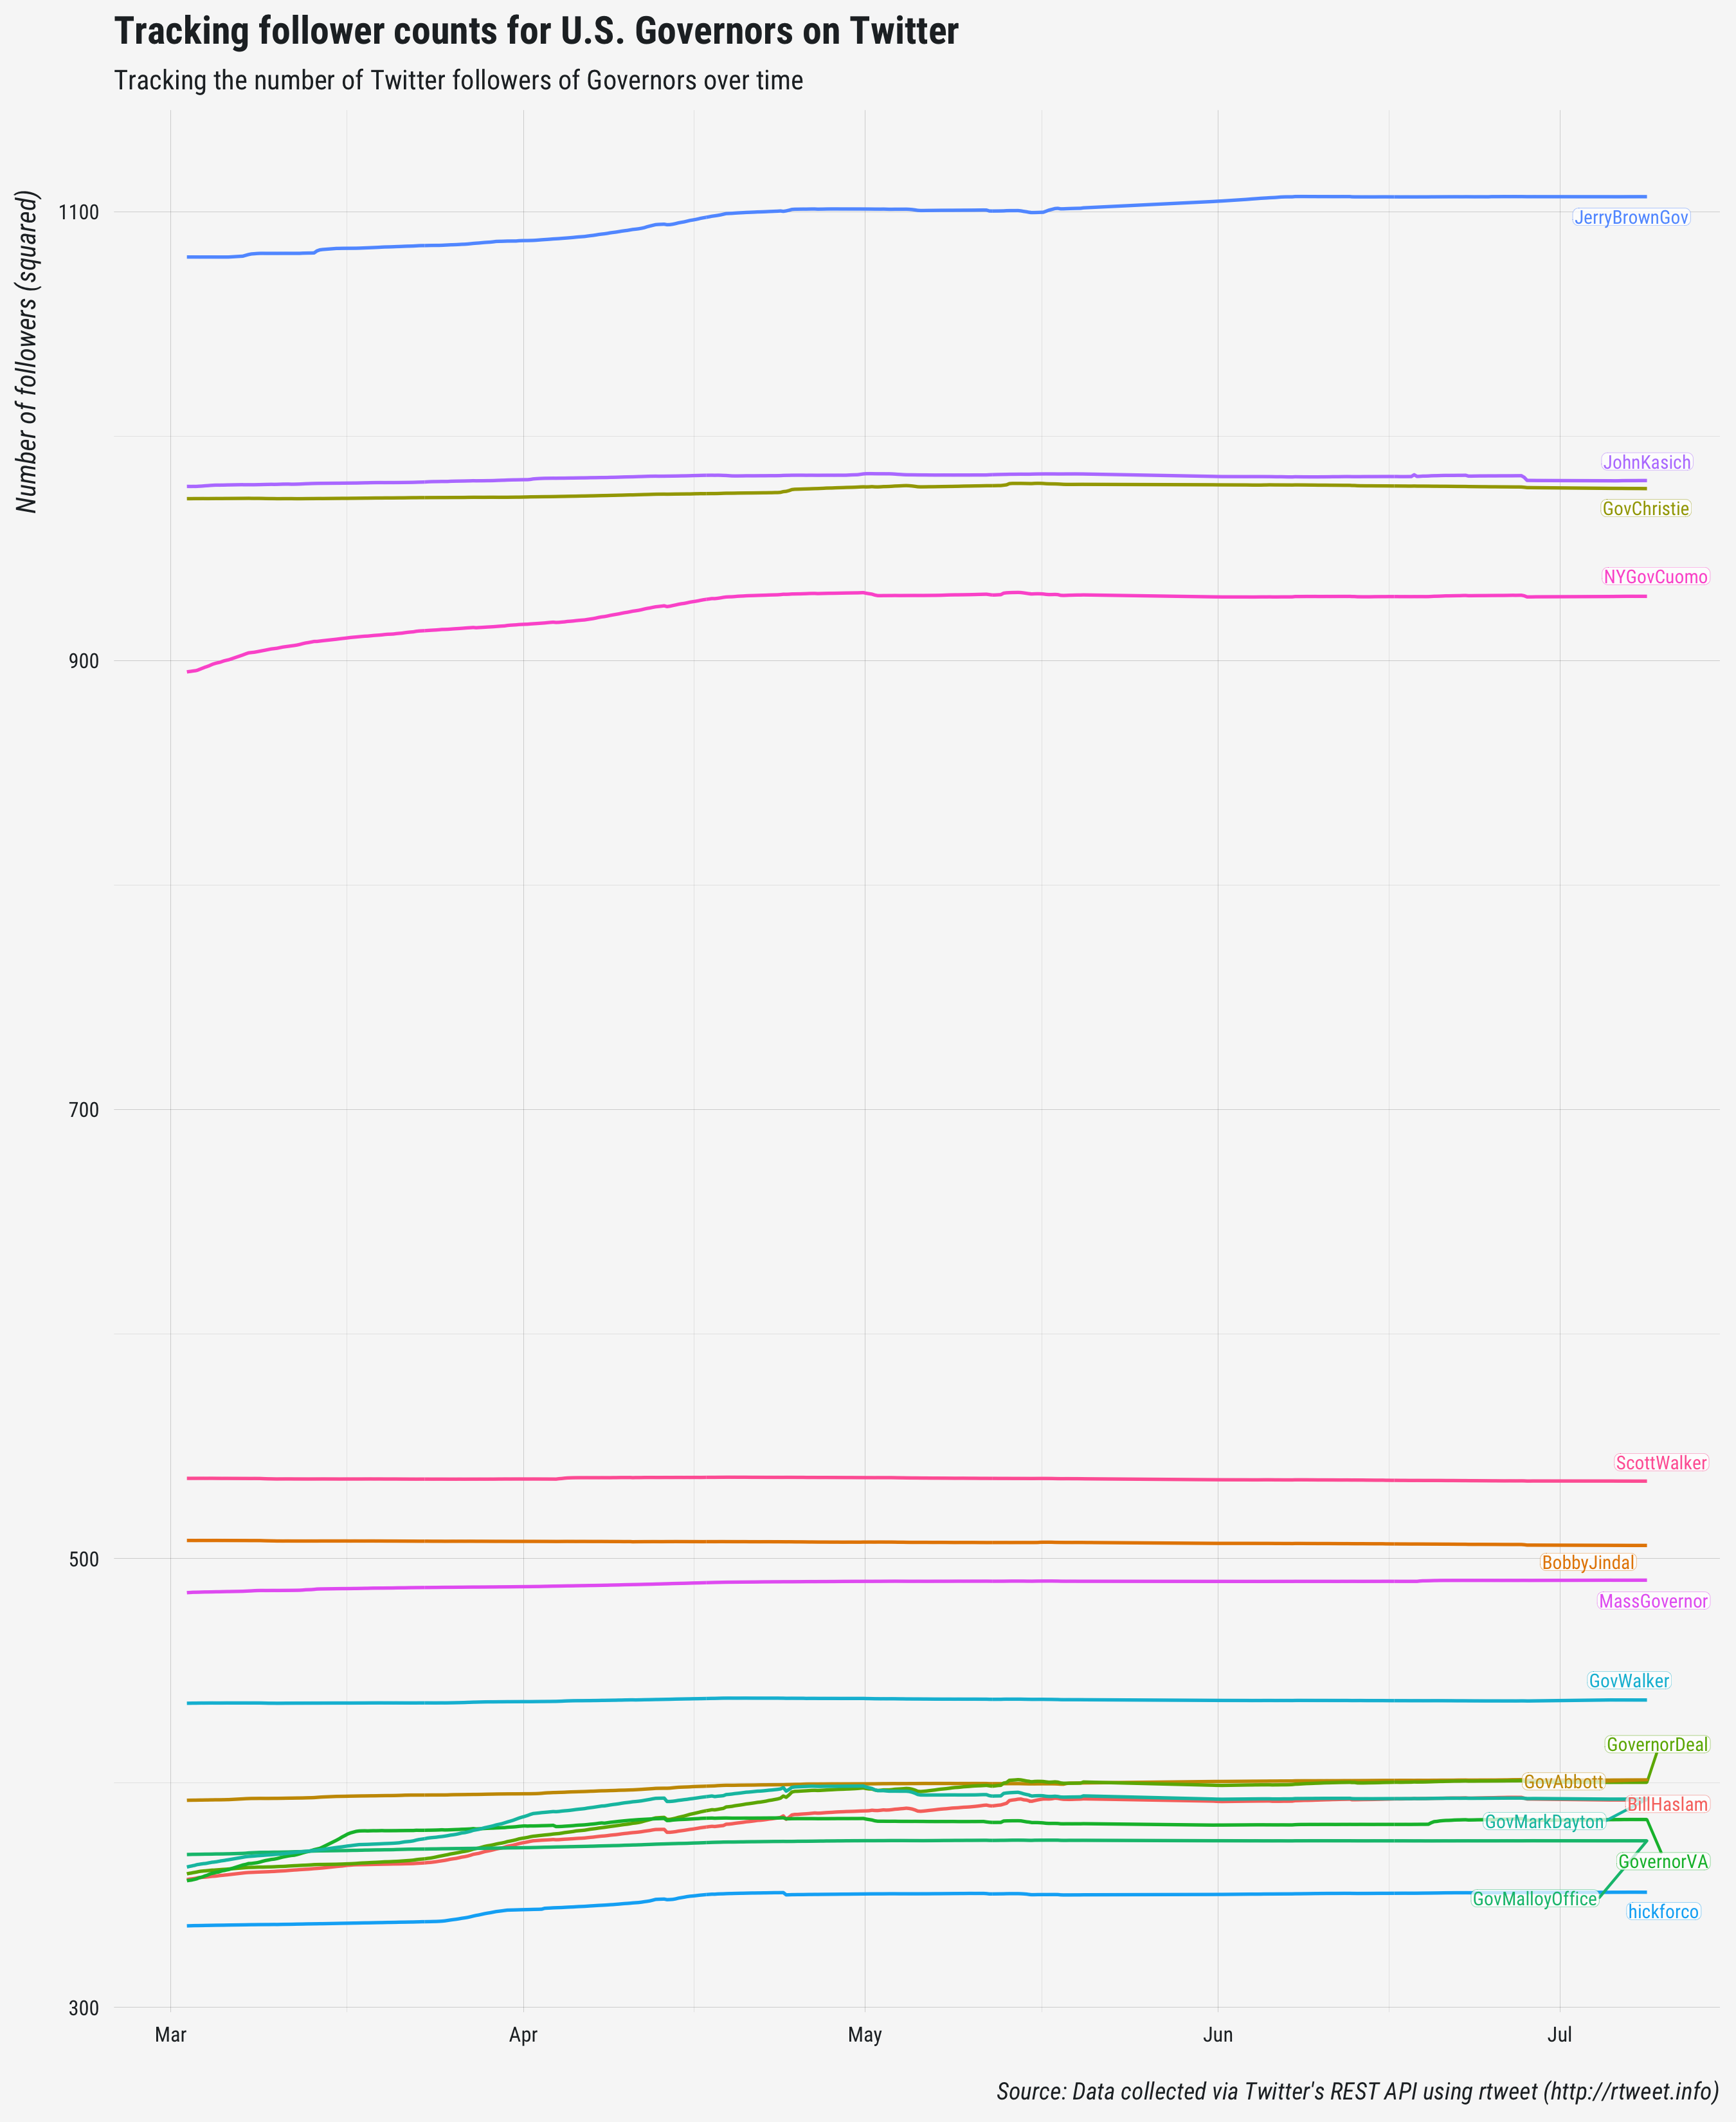 Tracking follower counts for U.S. Governors on Twitter
Tracking the number of Twitter followers of Governors over time
Number of followers (squared)
1100
JerryBrownGov
JohnKasich
GovChristie
NYGovCuomo
900
700
ScottWalker
500
BobbyJindal
MassGovernor
GovWalker
GovernorDeal
GovAbbott
BillHaslam
GovMarkDayton
GovernorVA
GovMalloyOffice
hickforco
300
Mar Apr May Jun Jul
Source: Data collected via Twitter's REST API using rtweet (http://rtweet.info)